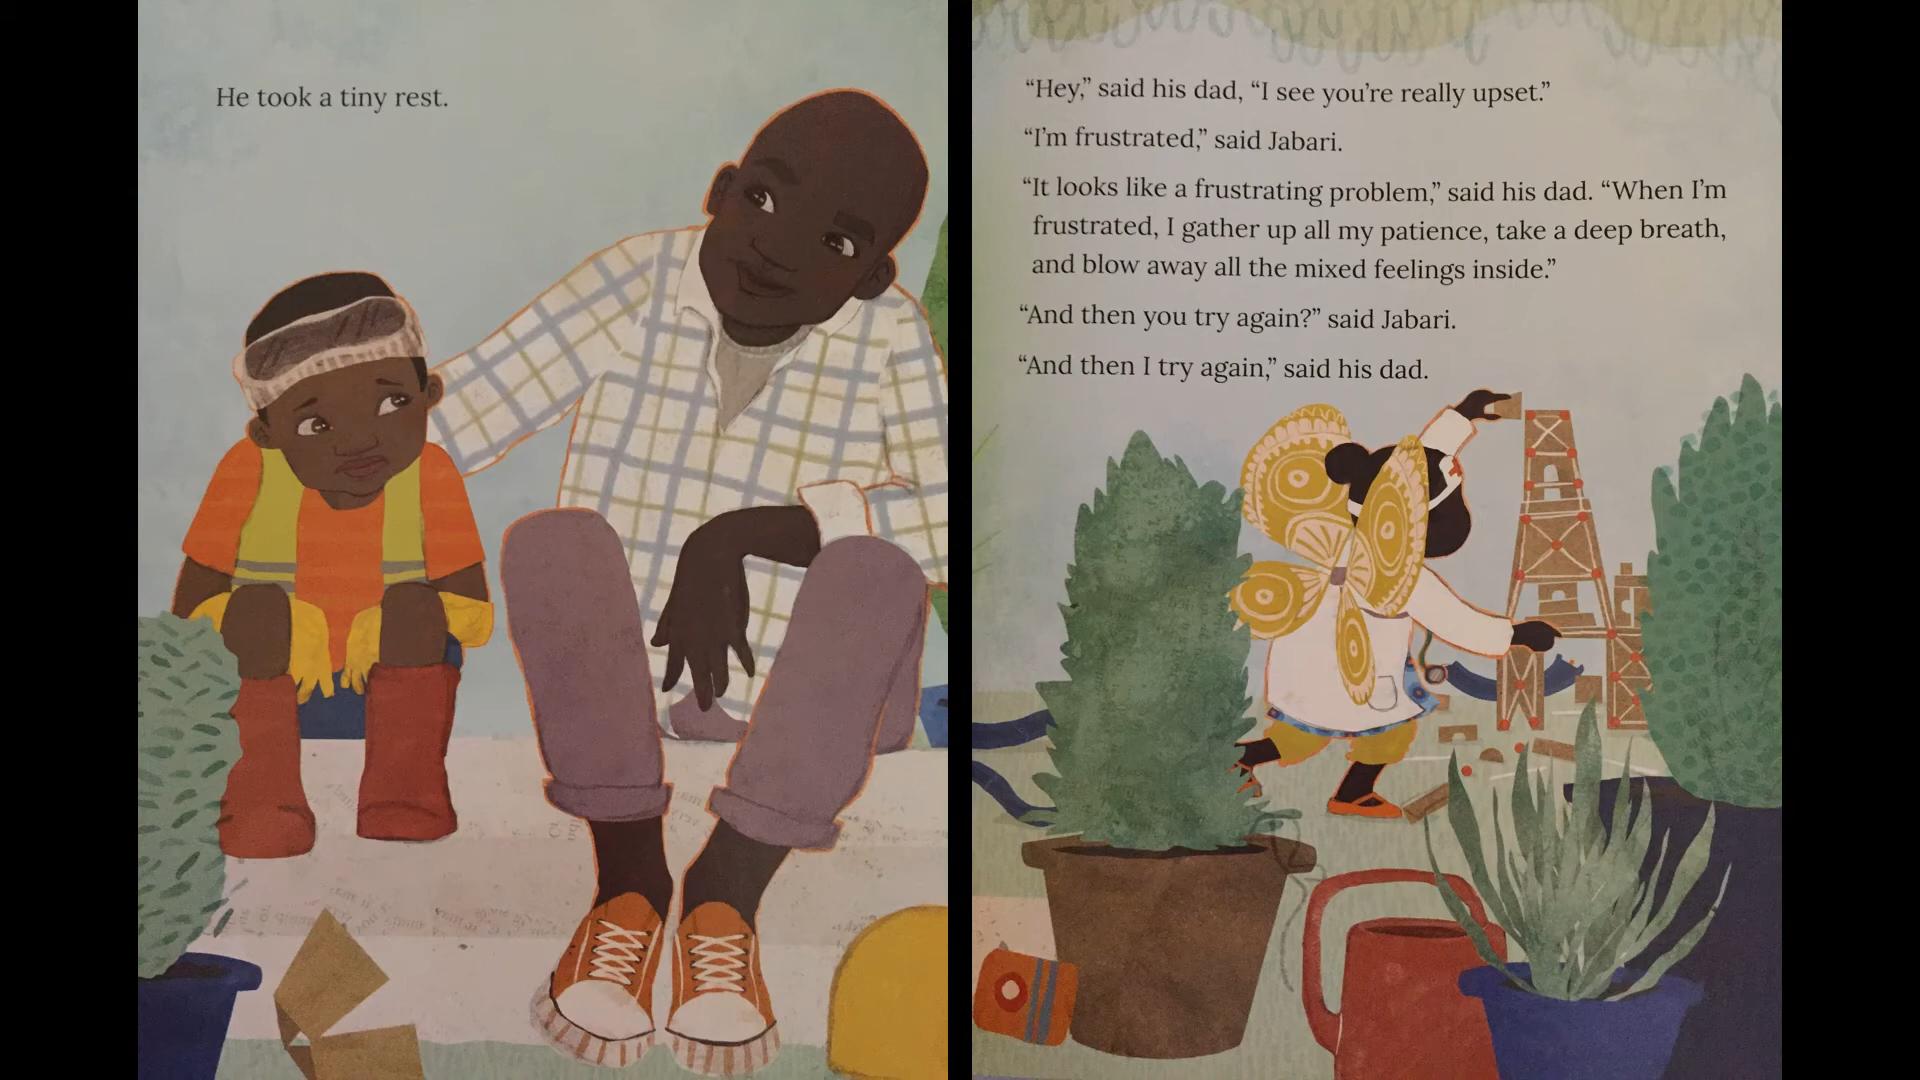 He took a tiny rest.
“Hey,” said his dad, “I see you’re really upset.”
“I’m frustrated,” said Jabari.
“It looks like a frustrating problem,” said his dad. “When I’m
frustrated, I gather up all my patience, take a deep breath,
and blow away all the mixed feelings inside.”
“And then you try again?” said Jabari.
“And then I try again,” said his dad.